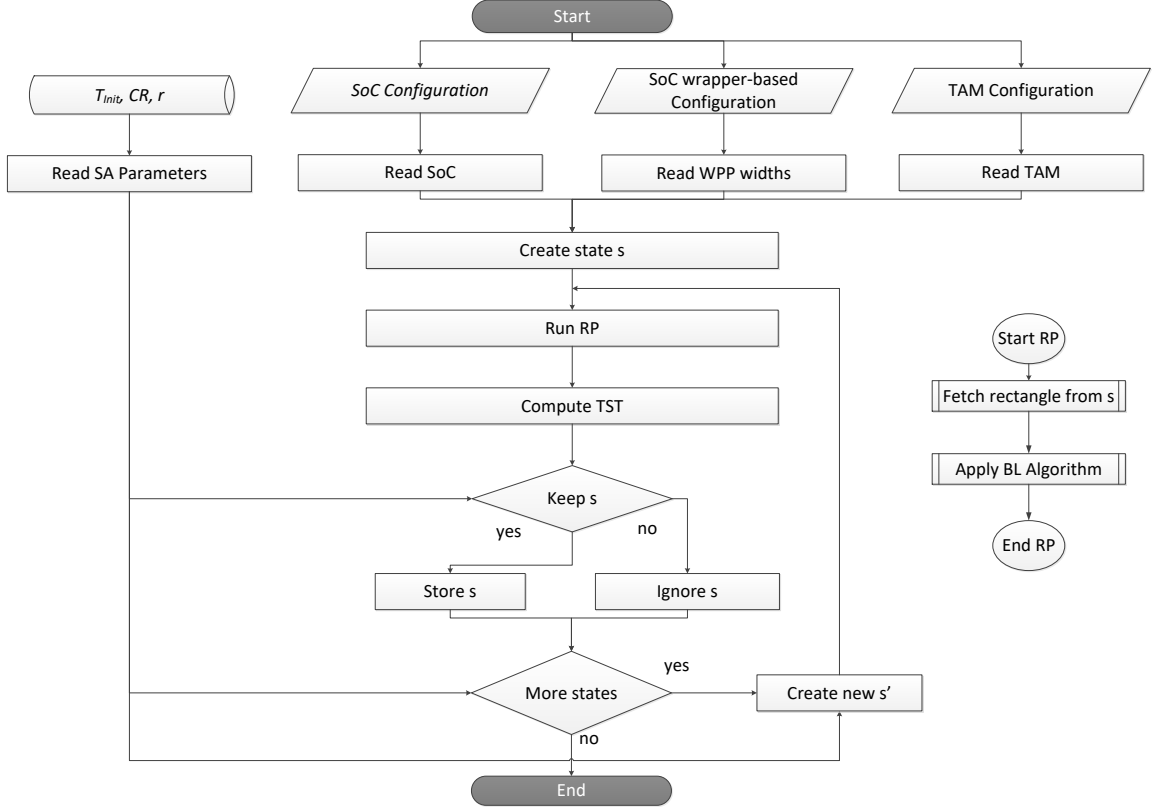 Start
T_Init, CR, r
SoC Configuration
SoC wrapper-based
Configuration
TAM Configuration
Read SA Parameters
Read SoC
Read WPP widths
Read TAM
Create state s
Run RP
Compute TST
Keep s
yes
no
Store s
Ignore s
More states
yes
Create new s’
no
End
Start RP
Fetch rectangle from s
Apply BL Algorithm
End RP